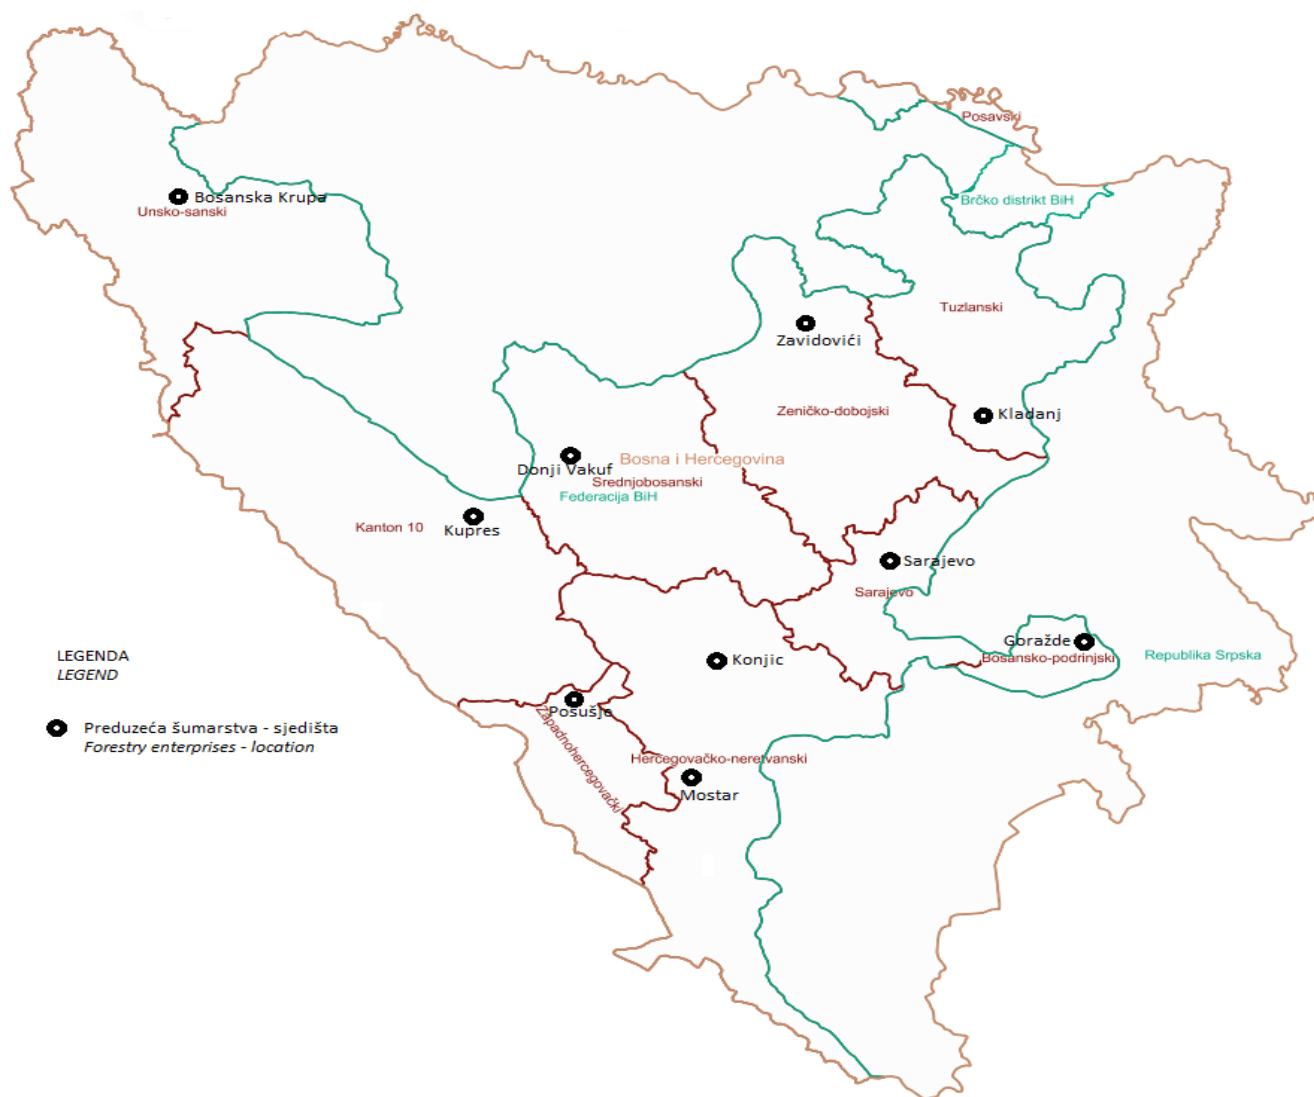 Posavski
Bosanska Krupa
Unsko-sanski
Brčko distrikt BiH
Tuzlanski
Zavidovići
Zeničko-dobojski
Kladanj
Bosna i Hercegovina
Donji Vakuf
Srednjobosanski
Federacija BiH
Kanton 10
Kupres
Sarajevo
Sarajevo
Goražde
Bosansko-podrinjski
Republika Srpska
Konjic
Posušje
Zapadnohercegovački
Hercegovačko-neretvanski
Mostar
LEGENDA
LEGEND
Preduzeća šumarstva - sjedišta
Forestry enterprises - location